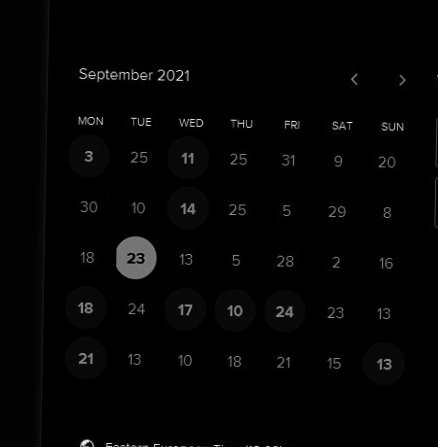 September 2021
MON TUE WED THU FRI SAT SUN
3 25 11 25 31 9 20
30 10 14 25 5 29 8
18 23 13 5 28 2 16
18 24 17 10 24 23 13
21 13 10 18 21 15 13
Eastern European